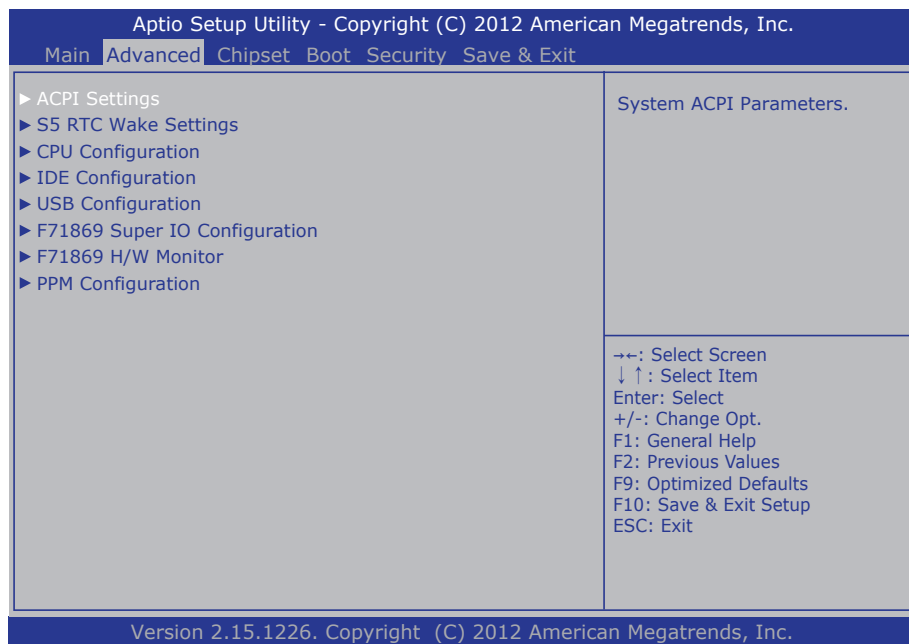 Aptio Setup Utility - Copyright (C) 2012 American Megatrends, Inc.
Main Advanced Chipset Boot Security Save & Exit
► ACPI Settings
► S5 RTC Wake Settings
► CPU Configuration
► IDE Configuration
► USB Configuration
► F71869 Super IO Configuration
► F71869 H/W Monitor
► PPM Configuration
System ACPI Parameters.
→←: Select Screen
↓↑: Select Item
Enter: Select
+/-: Change Opt.
F1: General Help
F2: Previous Values
F9: Optimized Defaults
F10: Save & Exit Setup
ESC: Exit
Version 2.15.1226. Copyright (C) 2012 American Megatrends, Inc.